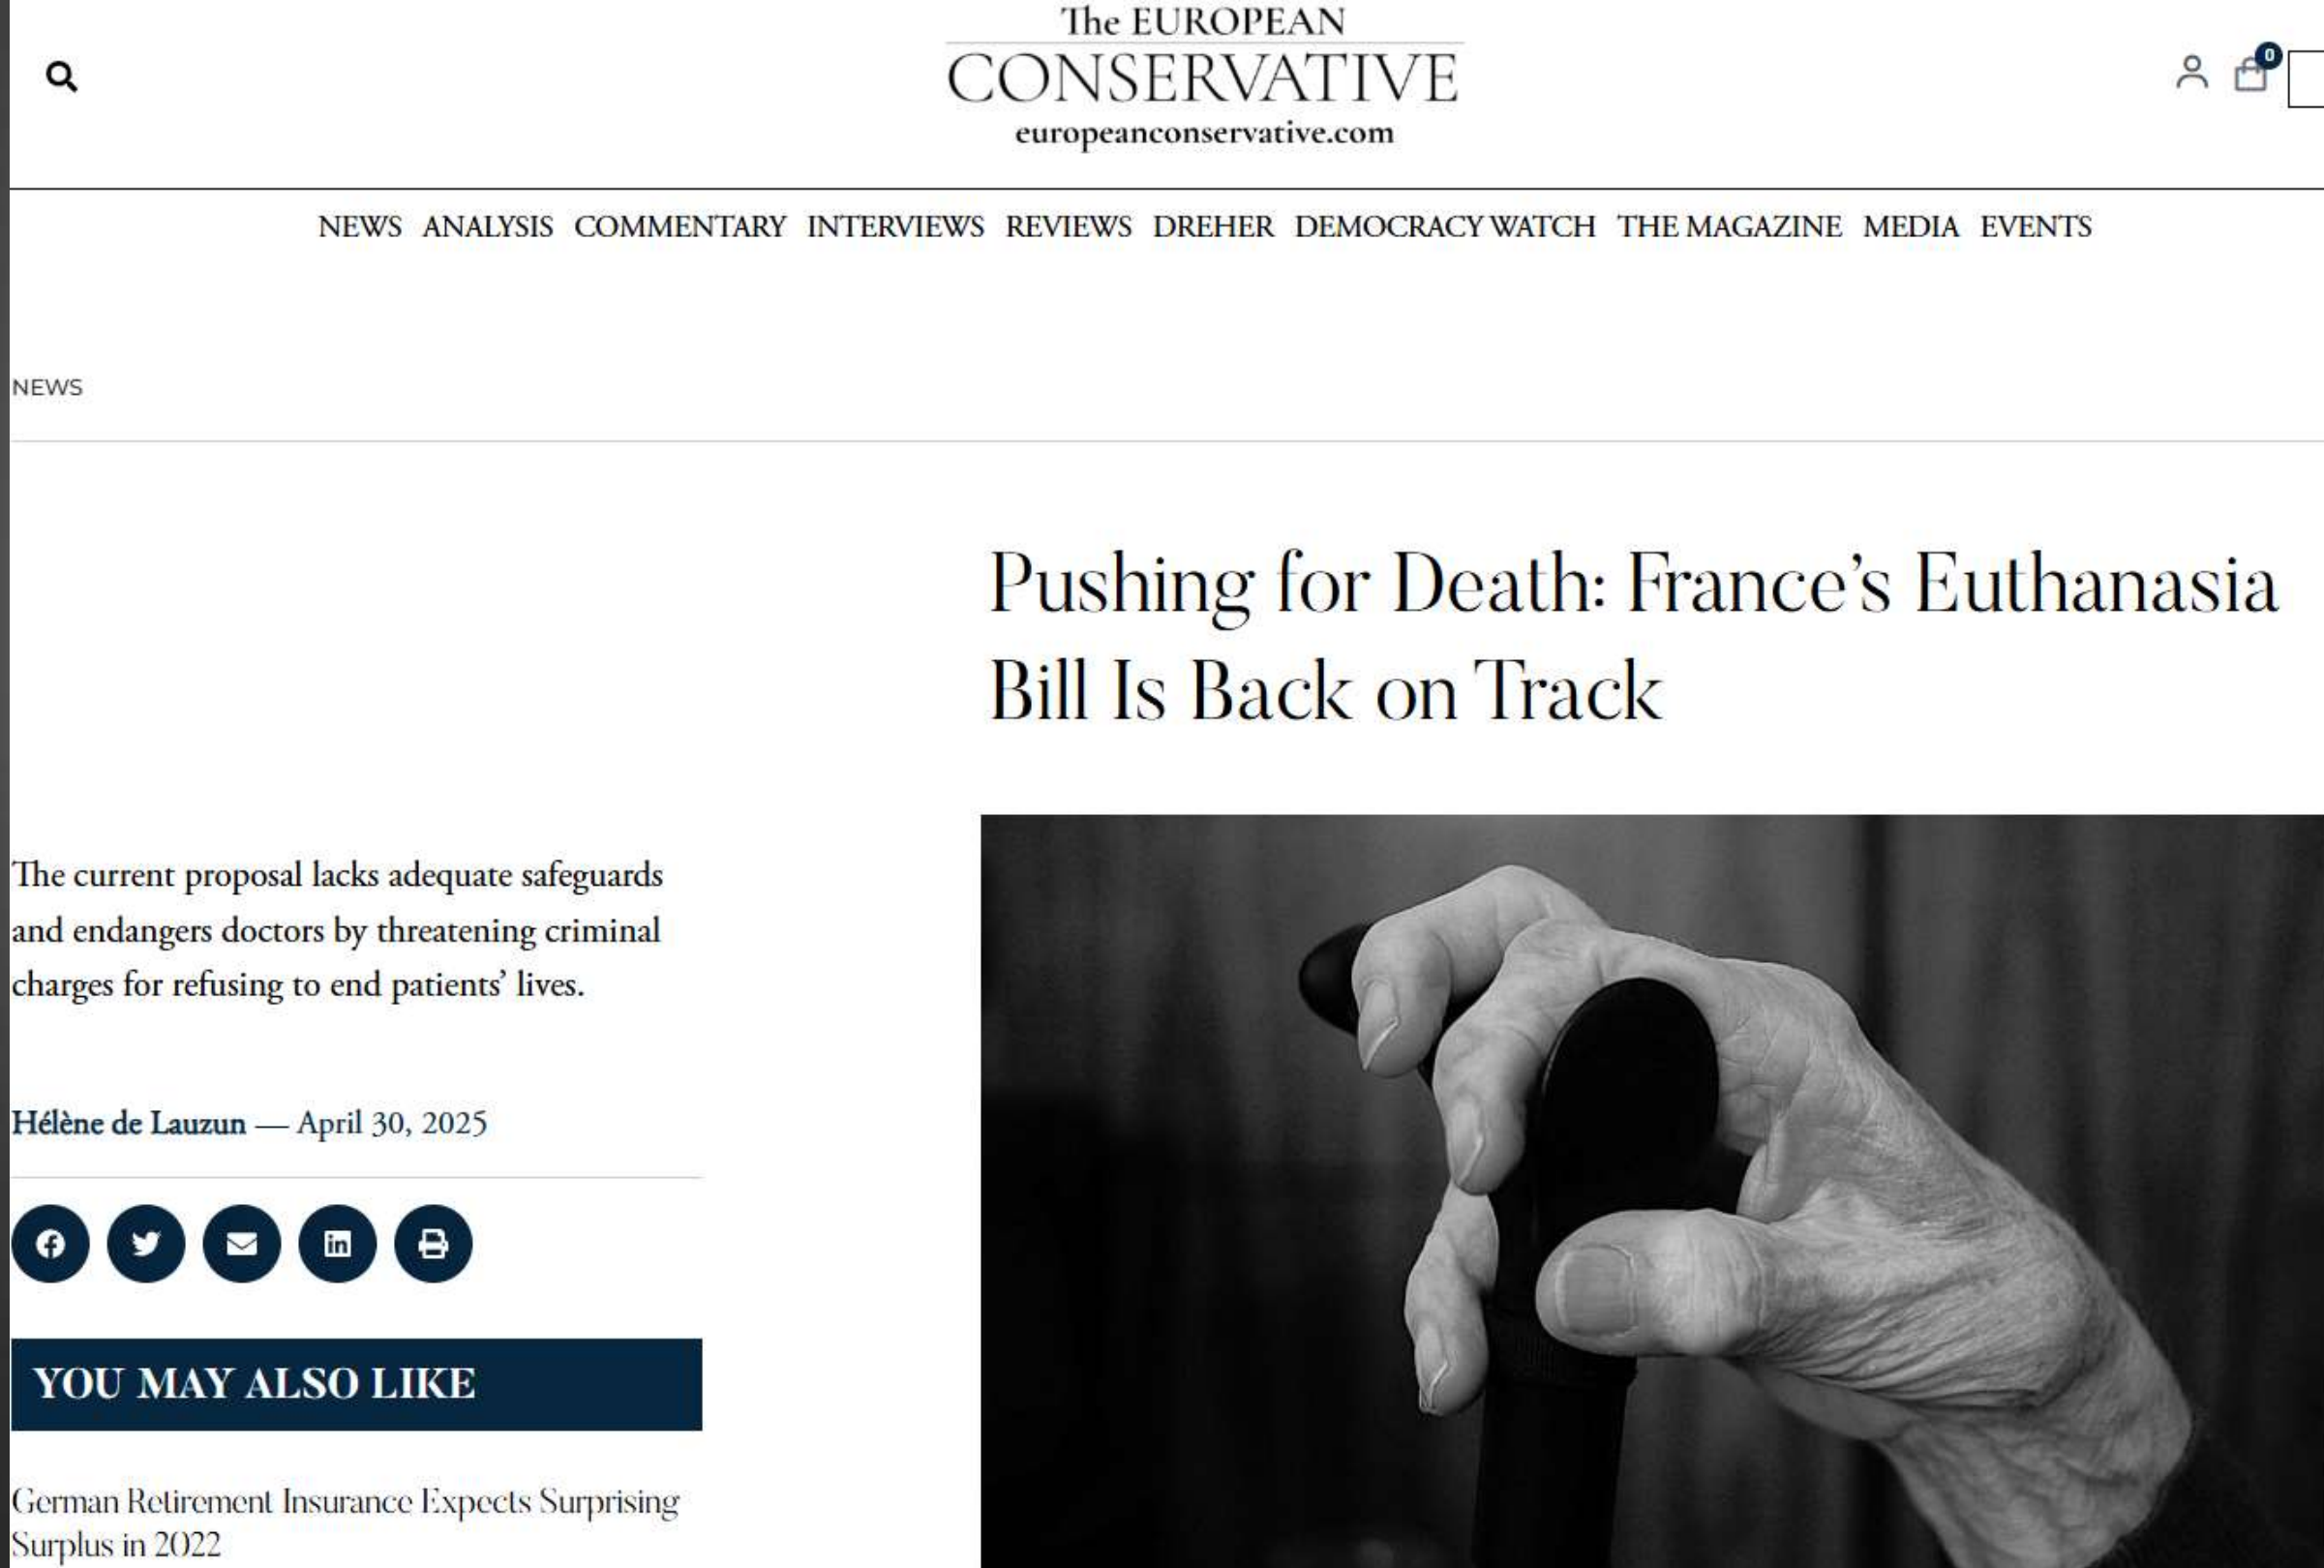 The EUROPEAN
CONSERVATIVE
europeanconservative.com
0
NEWS ANALYSIS COMMENTARY INTERVIEWS REVIEWS DREHER DEMOCRACY WATCH THE MAGAZINE MEDIA EVENTS
NEWS
Pushing for Death: France’s Euthanasia
Bill Is Back on Track
The current proposal lacks adequate safeguards
and endangers doctors by threatening criminal
charges for refusing to end patients’ lives.
Hélène de Lauzun — April 30, 2025
YOU MAY ALSO LIKE
German Retirement Insurance Expects Surprising
Surplus in 2022